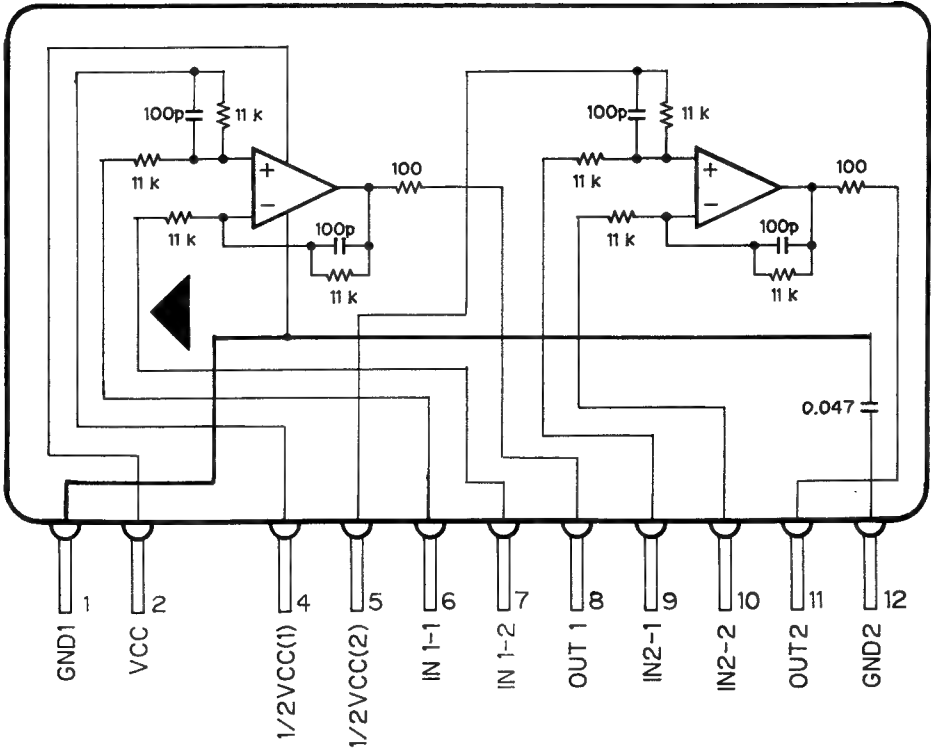 100p
11 k
100p
11 k
11 k
+
−
100
11 k
+
−
100
11 k
100p
11 k
11 k
100p
11 k
0.047
1
2
4
5
6
7
8
9
10
11
12
GND1
VCC
1/2VCC(1)
1/2VCC(2)
IN 1-1
IN 1-2
OUT 1
IN2-1
IN2-2
OUT2
GND2